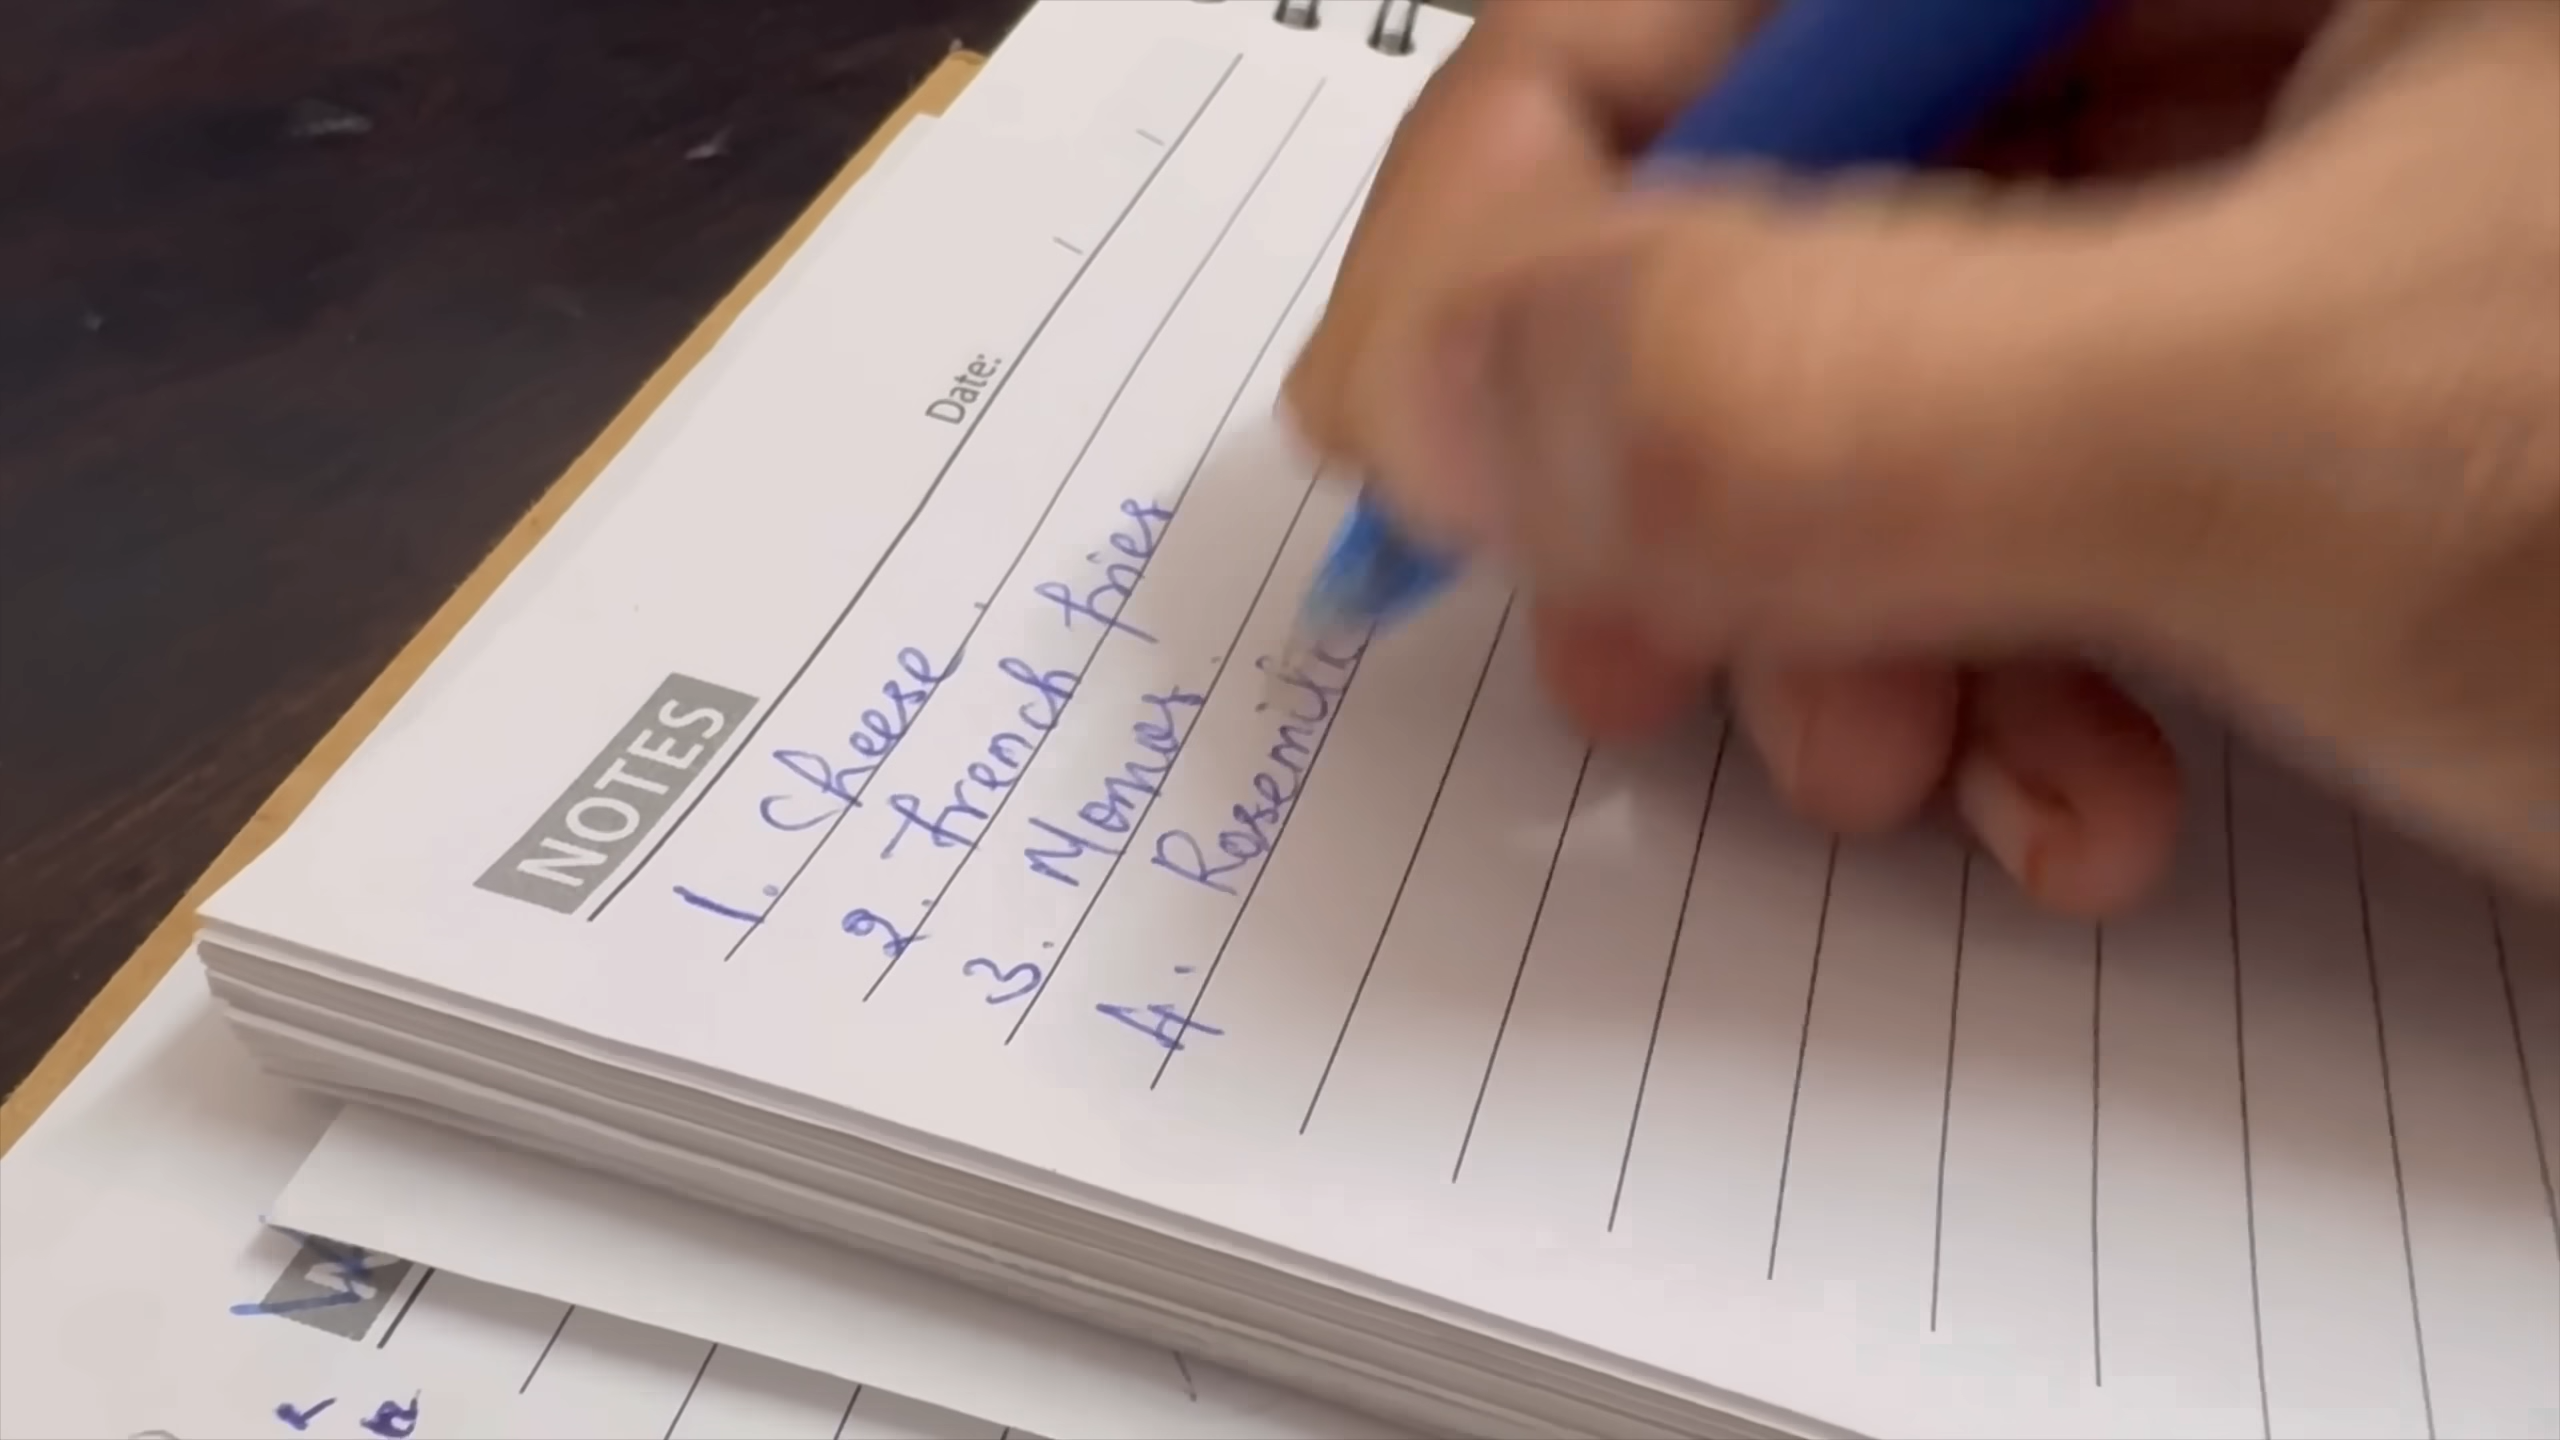 NOTES
Date: / /
1. Cheese
2. french fries
3. Momos
4. Rosemilk